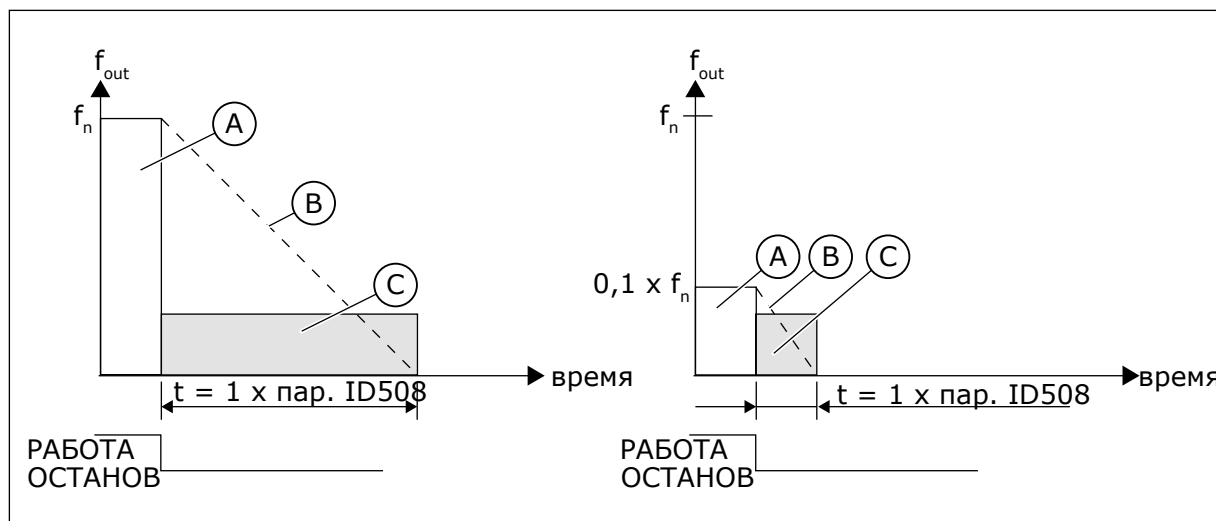 f out
f n
A
B
C
время
t = 1 x пар. ID508
РАБОТА
ОСТАНОВ
f out
f n
A
B
C
0,1 x f n
время
t = 1 x пар. ID508
РАБОТА
ОСТАНОВ